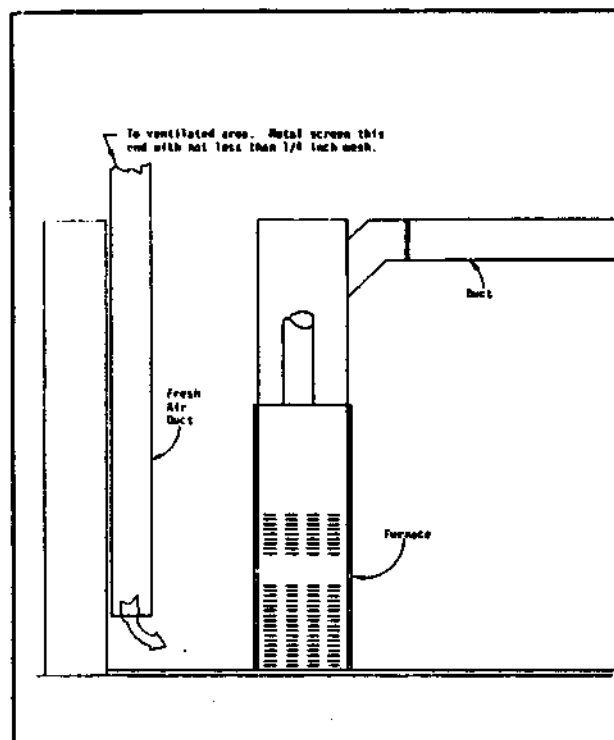 To ventilated area. Metal screen this
end with not less than 1/4 inch mesh.
Duct
Fresh
Air
Duct
Furnace